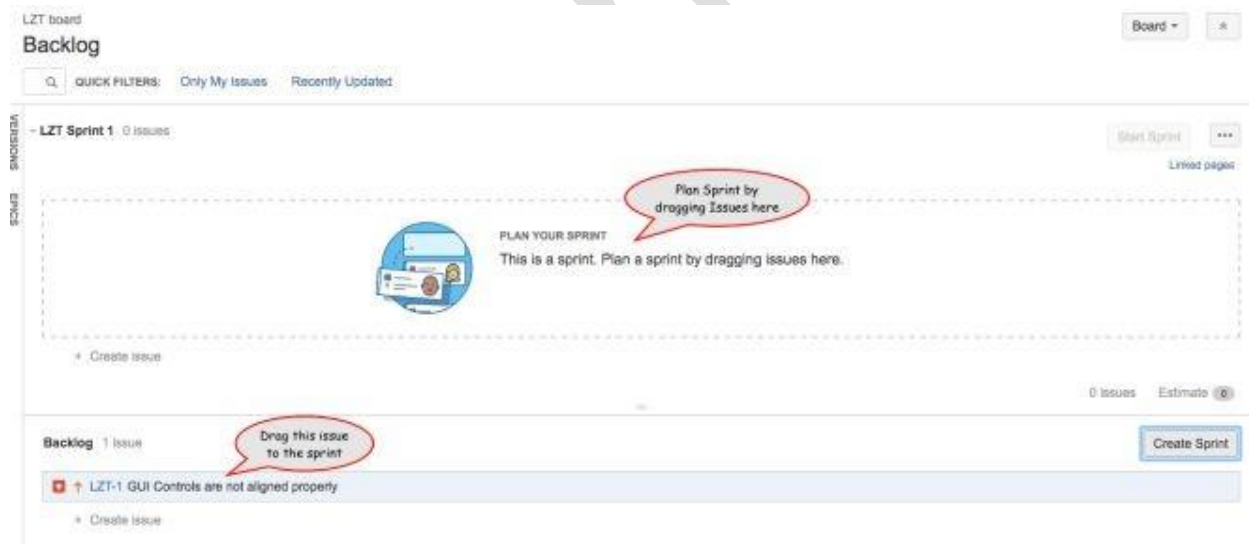 LZT board
Board
Backlog
QUICK FILTERS: Only My Issues Recently Updated
VERSIONS
EPICS
LZT Sprint 1 0 issues
Start Sprint ...
Linked pages
Plan Sprint by
dragging Issues here
PLAN YOUR SPRINT
This is a sprint. Plan a sprint by dragging issues here.
+ Create issue
0 issues Estimate 0
Backlog 1 issue
Drag this issue
to the sprint
Create Sprint
LZT-1 GUI Controls are not aligned properly
+ Create issue